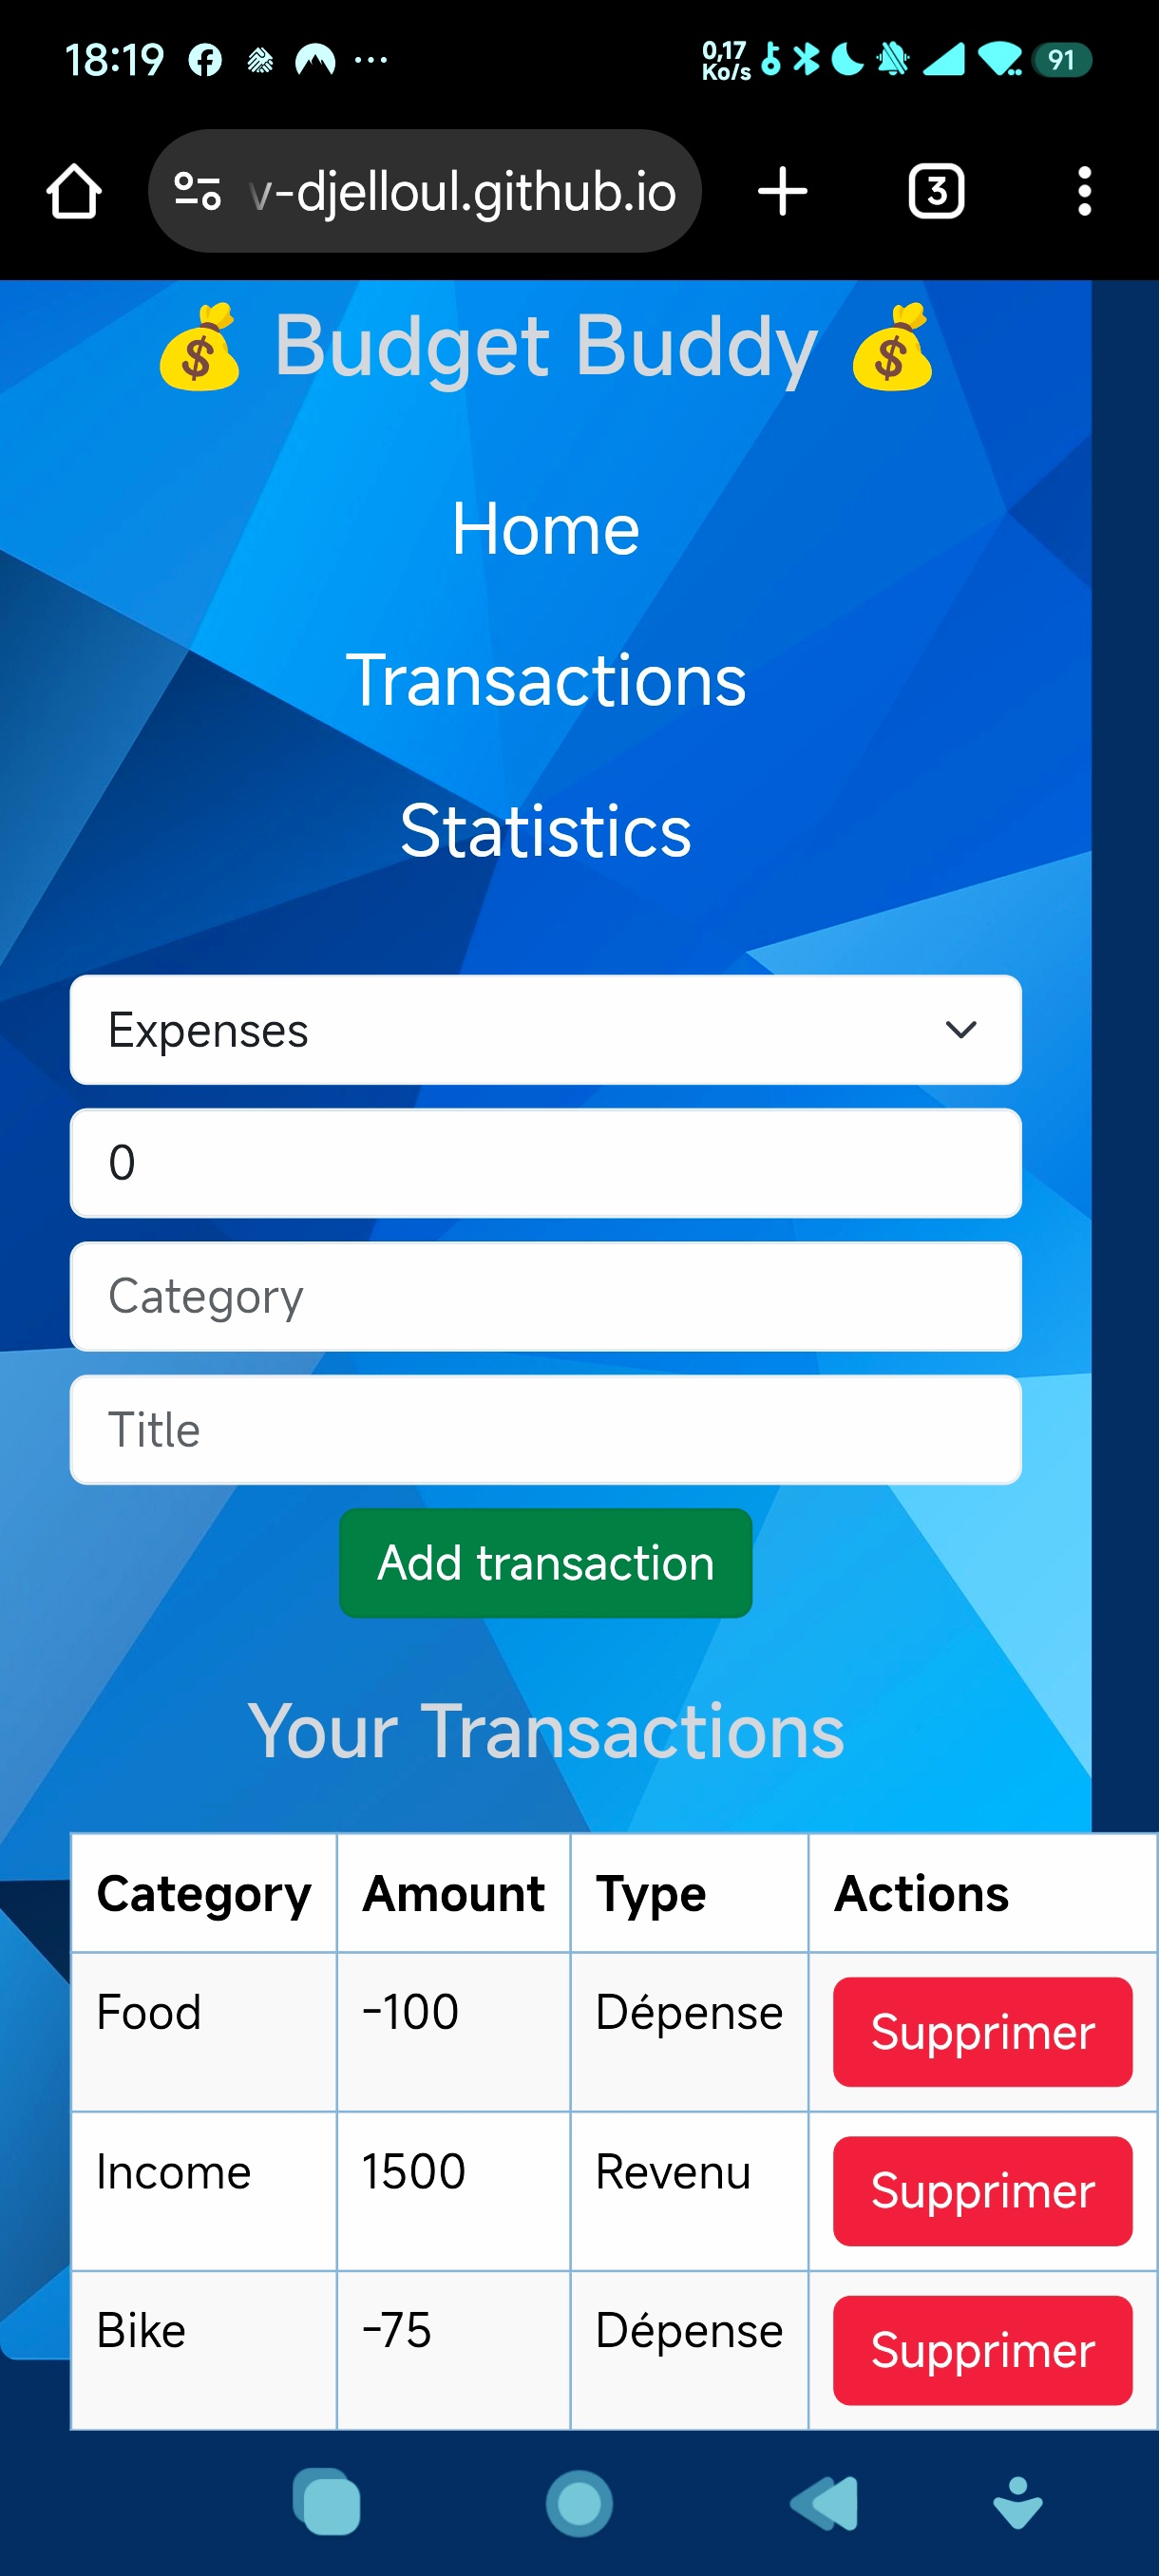 18:19 0,17 Ko/s 91
v-djelloul.github.io 3
Budget Buddy
Home
Transactions
Statistics
Expenses
0
Category
Title
Add transaction
Your Transactions
Category Amount Type Actions
Food -100 Dépense Supprimer
Income 1500 Revenu Supprimer
Bike -75 Dépense Supprimer